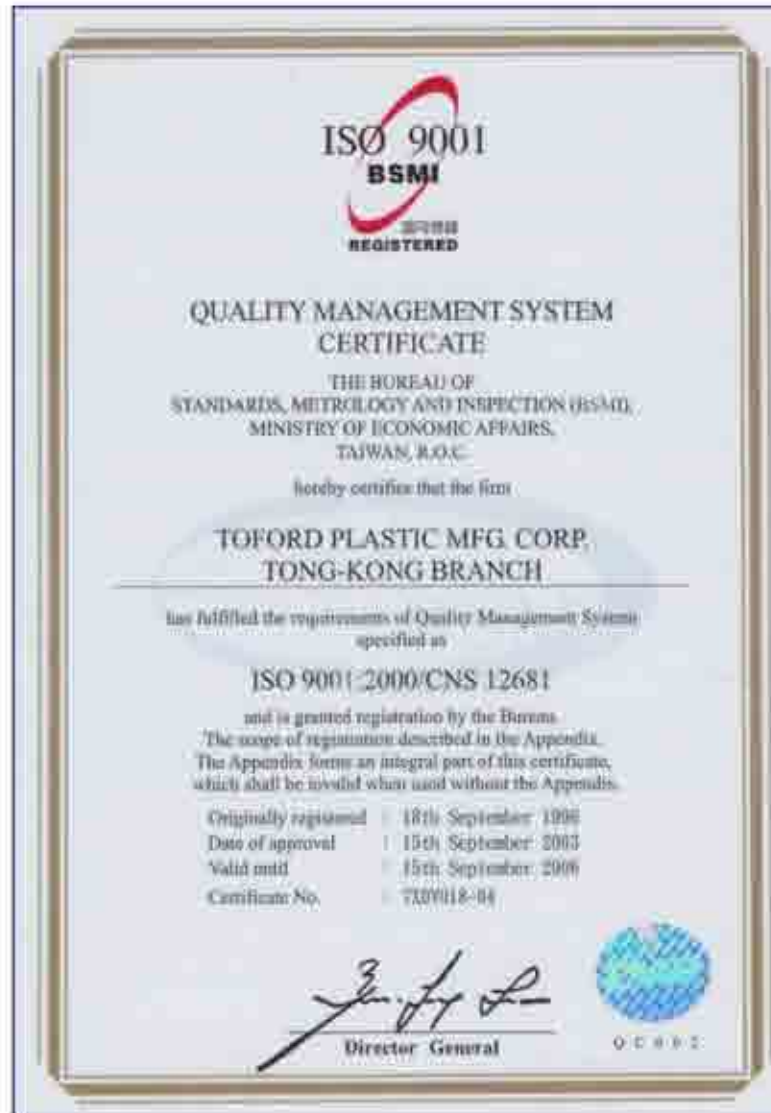 ISO 9001
BSMI
REGISTERED
QUALITY MANAGEMENT SYSTEM
CERTIFICATE
THE BUREAU OF
STANDARDS, METROLOGY AND INSPECTION (BSMI),
MINISTRY OF ECONOMIC AFFAIRS,
TAIWAN, R.O.C.
hereby certifies that the firm
TOFORD PLASTIC MFG. CORP.
TONG-KONG BRANCH
has fulfilled the requirements of Quality Management System
specified as
ISO 9001:2000/CNS 12681
and is granted registration by the Bureau.
The scope of registration described in the Appendix.
The Appendix forms an integral part of this certificate,
which shall be invalid when used without the Appendix.
Originally registered : 18th September
Date of approval : 15th September 2003
Valid until : 15th September 2006
Certificate No. :
Director General